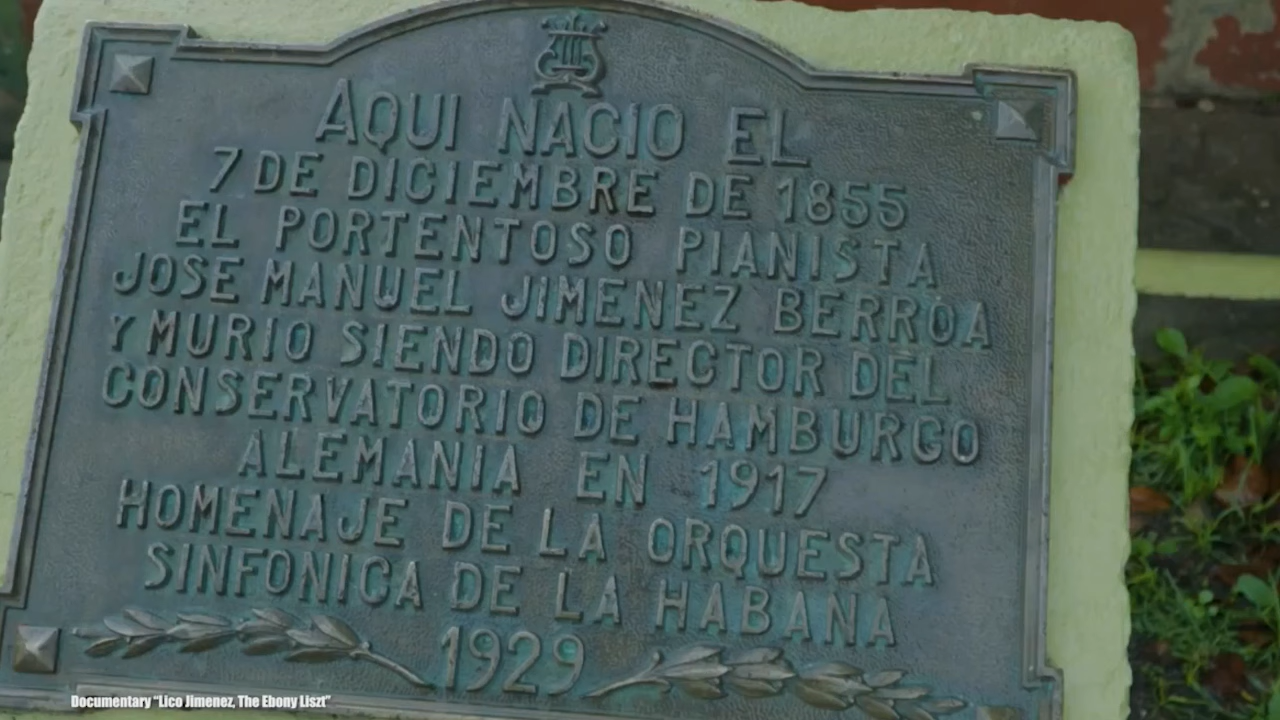 AQUI NACIO EL
7 DE DICIEMBRE DE 1855
EL PORTENTOSO PIANISTA
JOSE MANUEL JIMENEZ BERROA
Y MURIO SIENDO DIRECTOR DEL
CONSERVATORIO DE HAMBURGO
ALEMANIA EN 1917
HOMENAJE DE LA ORQUESTA
SINFONICA DE LA HABANA
1929
Documentary "Lico Jimenez, The Ebony Liszt"